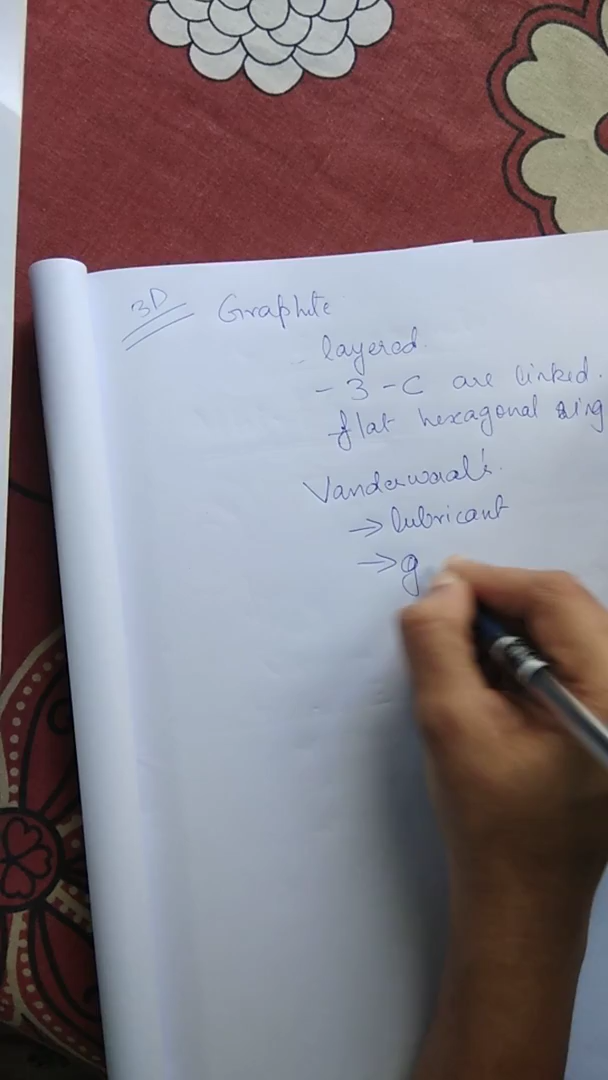 3D Graphite
- layered.
- 3 - C are linked.
flat hexagonal ring
Vanderwaal's.
→ lubricant
→ g